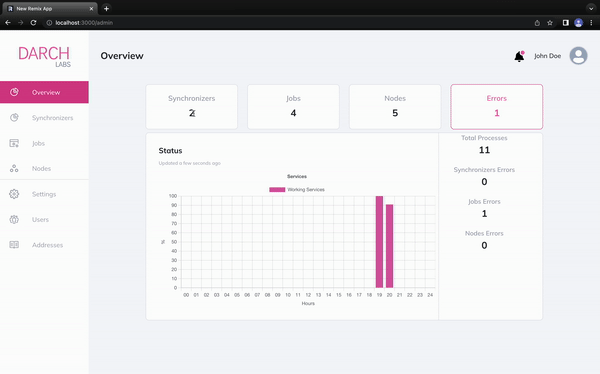 New Remix App
localhost:3000/admin
DARCH
LABS
Overview
John Doe
Overview
Synchronizers
Jobs
Nodes
Settings
Users
Addresses
Synchronizers
2
Jobs
4
Nodes
5
Errors
1
Status
Updated a few seconds ago
Services
Working Services
100
90
80
70
60
50
40
30
20
10
0
%
00 01 02 03 04 05 06 07 08 09 10 11 12 13 14 15 16 17 18 19 20 21 22 23 24
Hours
Total Processes
11
Synchronizers Errors
0
Jobs Errors
1
Nodes Errors
0